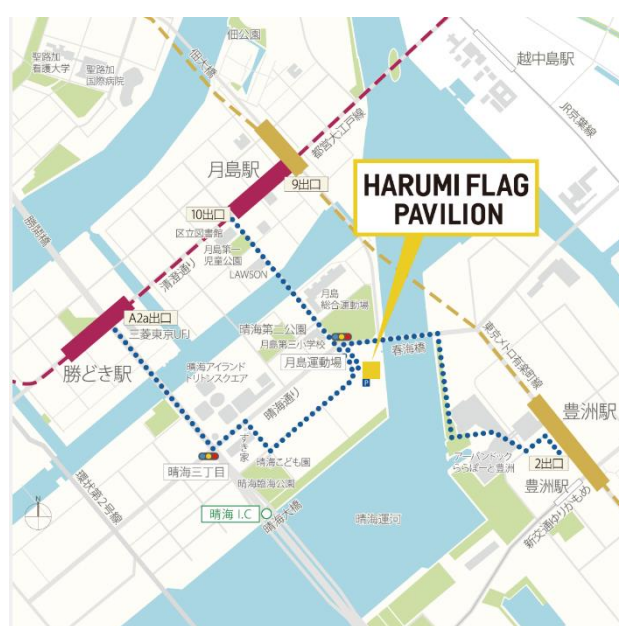 佃公園
聖路加
看護大学
聖路加
国際病院
佃大橋
越中島駅
JR京葉線
都営大江戸線
月島駅
9出口
HARUMI FLAG
PAVILION
10出口
区立図書館
月島第一
児童公園
LAWSON
清澄通り
勝鬨橋
月島
総合運動場
A2a出口
三菱東京UFJ
晴海第二公園
月島第三小学校
月島運動場
春海橋
P
東京メトロ有楽町線
勝どき駅
晴海アイランド
トリトンスクエア
晴海通り
豊洲駅
すき家
アーバンドック
ららぽーと豊洲
2出口
晴海三丁目
晴海こども園
豊洲駅
晴海臨海公園
環状第2号線
N
晴海 I.C
晴海大橋
晴海運河
新交通ゆりかもめ